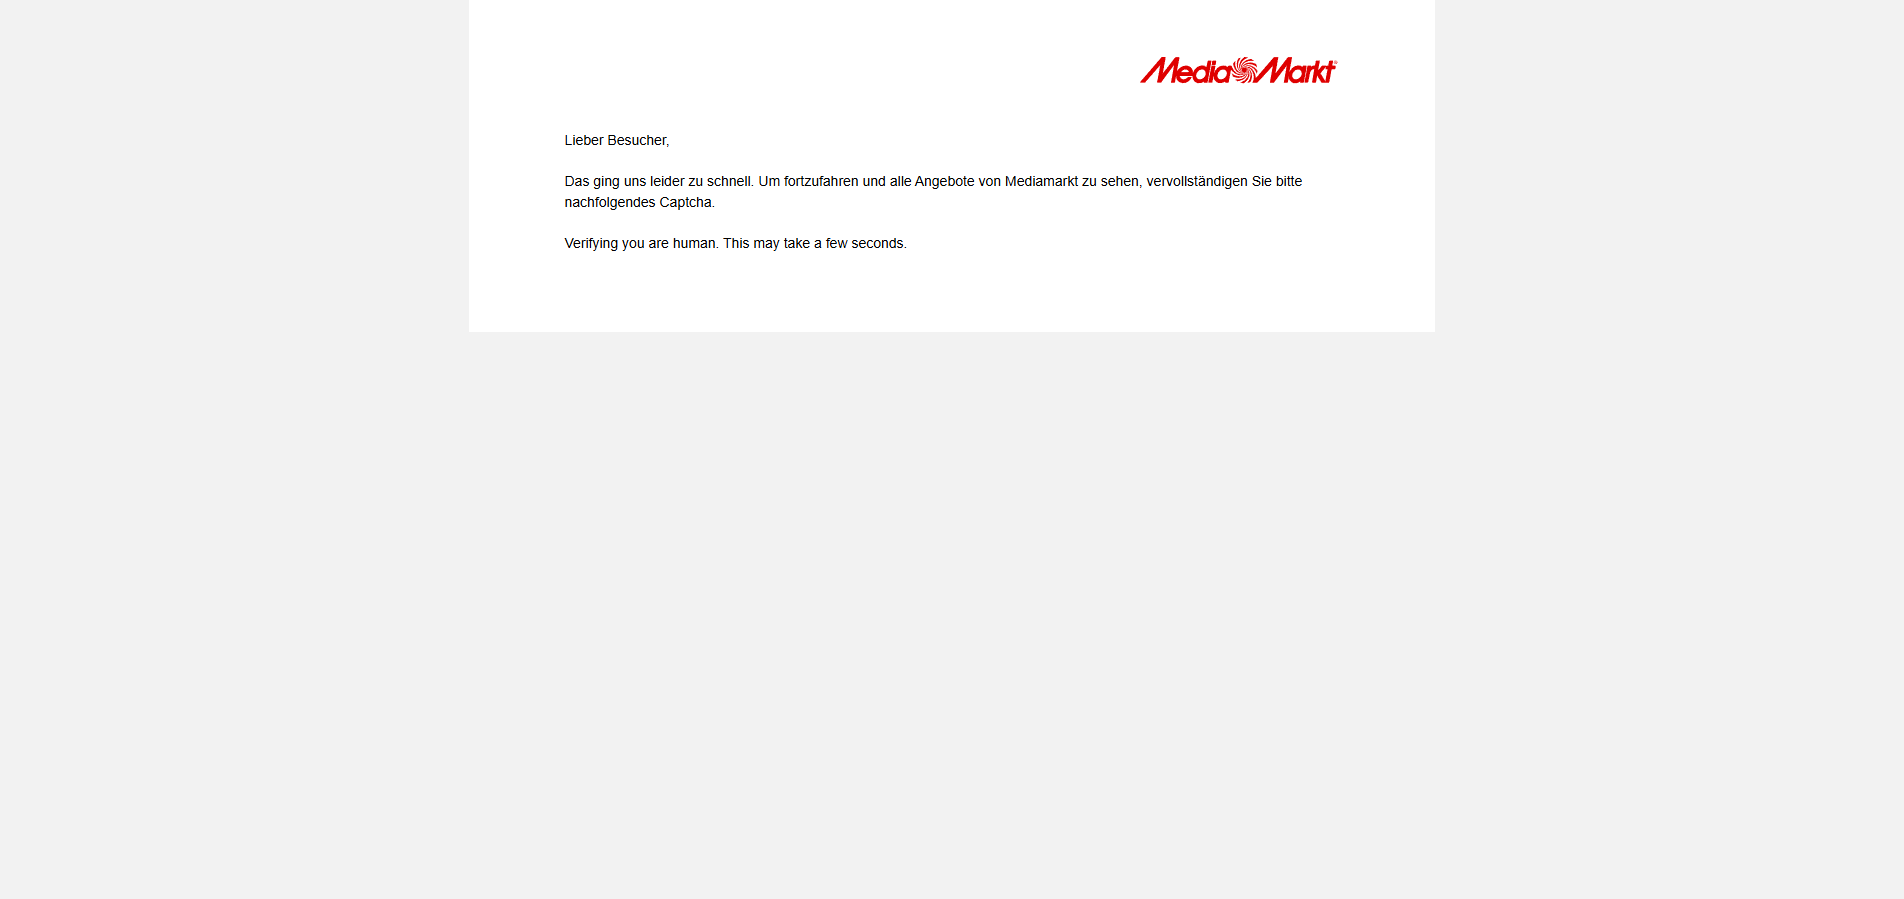 MediaMarkt
Lieber Besucher,
Das ging uns leider zu schnell. Um fortzufahren und alle Angebote von Mediamarkt zu sehen, vervollständigen Sie bitte
nachfolgendes Captcha.
Verifying you are human. This may take a few seconds.